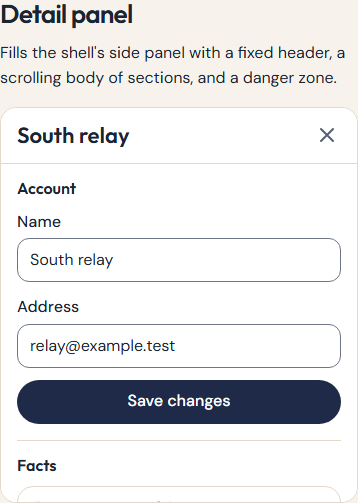 Detail panel
Fills the shell's side panel with a fixed header, a
scrolling body of sections, and a danger zone.
South relay
Account
Name
South relay
Address
relay@example.test
Save changes
Facts